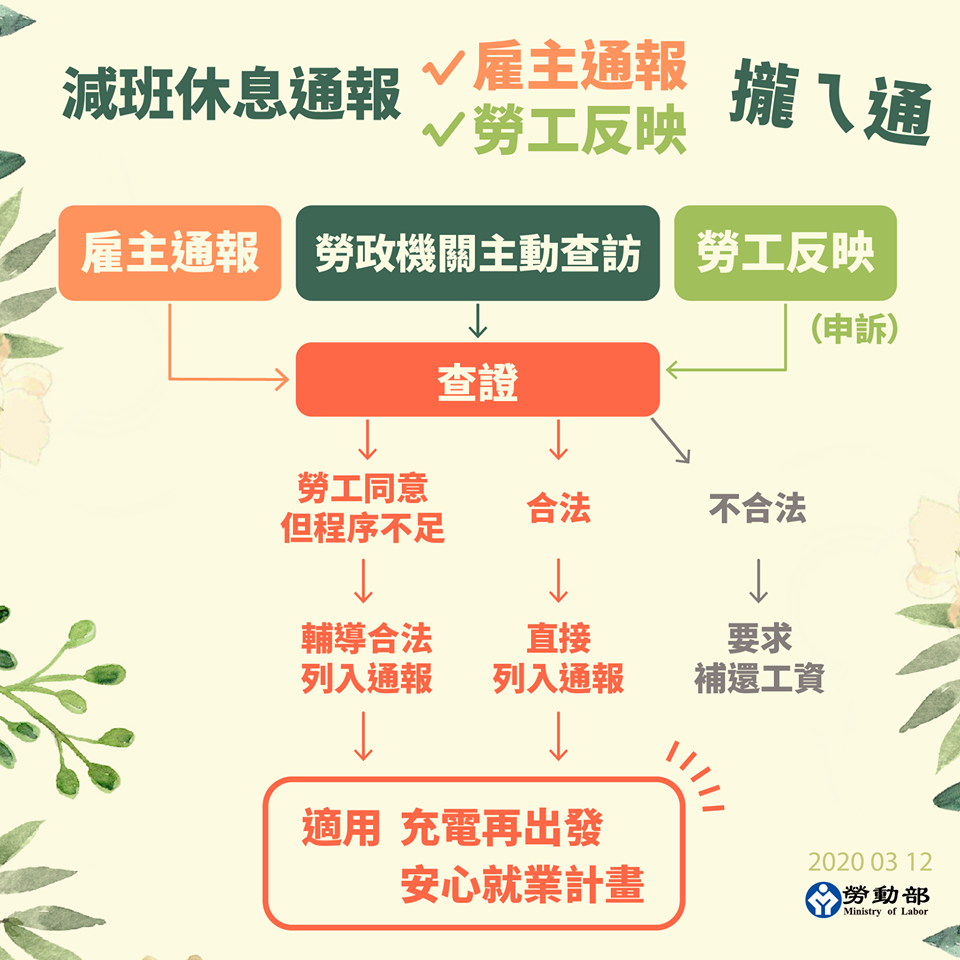 減班休息通報
✓雇主通報
✓勞工反映
攏ㄟ通
雇主通報
勞政機關主動查訪
勞工反映
(申訴)
查證
勞工同意
但程序不足
合法
不合法
輔導合法
列入通報
直接
列入通報
要求
補還工資
適用 充電再出發
安心就業計畫
2020 03 12
勞動部
Ministry of Labor